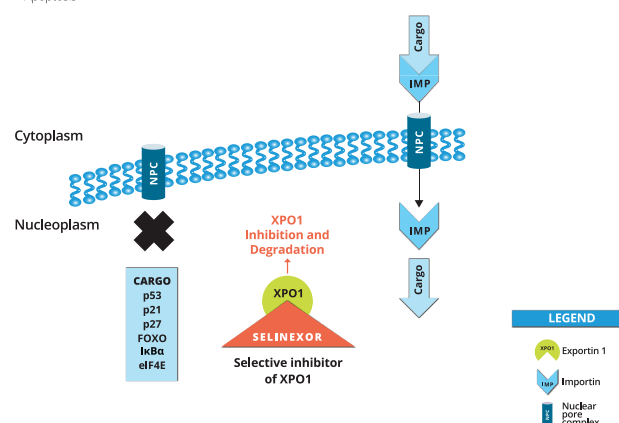 Cargo
IMP
Cytoplasm
NPC
NPC
Nucleoplasm
XPO1
Inhibition and
Degradation
IMP
CARGO
p53
p21
p27
FOXO
IκBα
eIF4E
XPO1
SELINEXOR
Selective inhibitor
of XPO1
Cargo
LEGEND
XPO1 Exportin 1
IMP Importin
NPC Nuclear
pore
complex